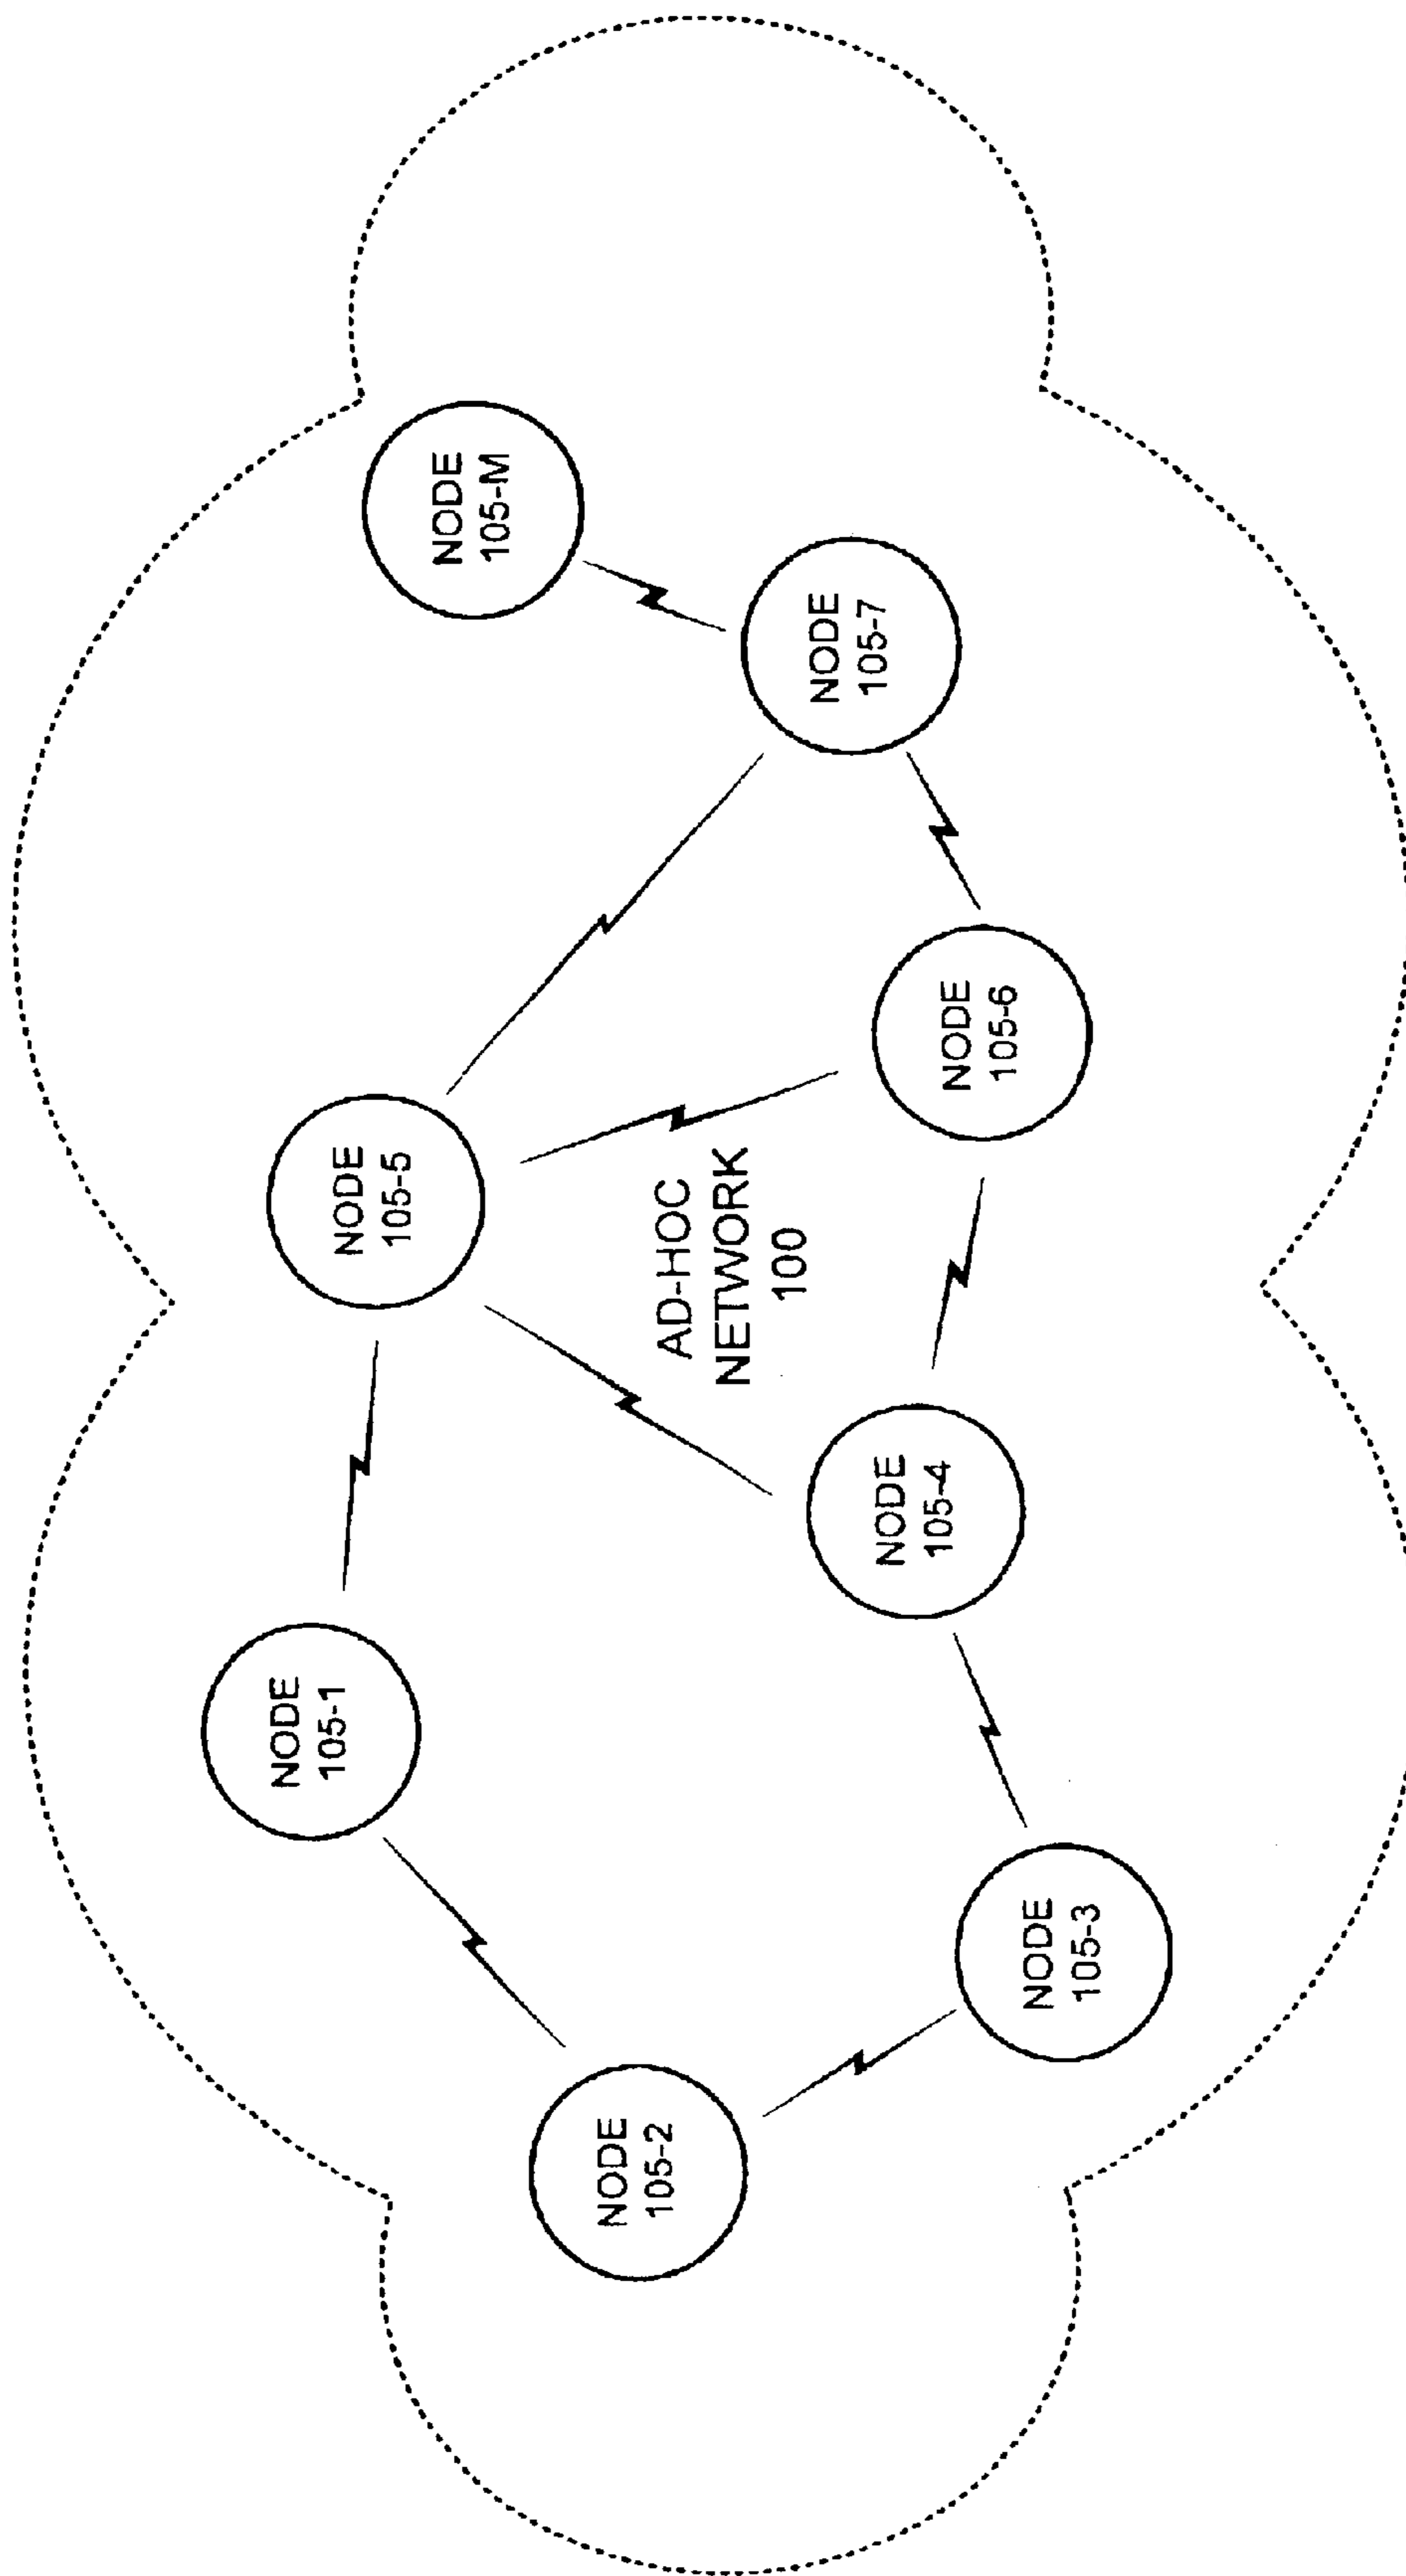 NODE
105-1
NODE
105-5
NODE
105-M
NODE
105-2
AD-HOC
NETWORK
100
NODE
105-7
NODE
105-4
NODE
105-6
NODE
105-3